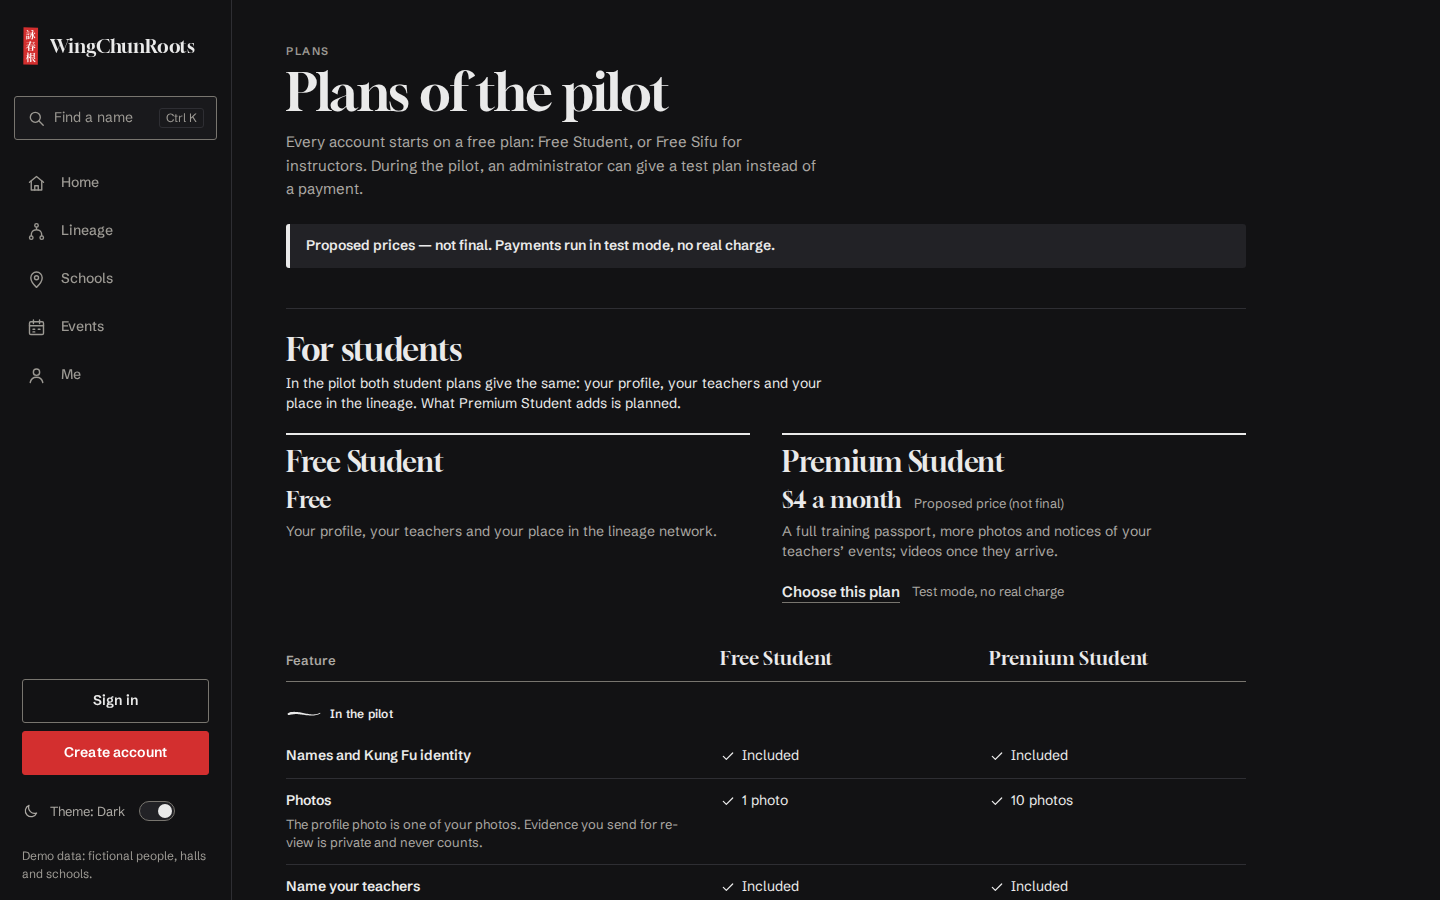 詠春根
WingChunRoots
Find a name
Ctrl K
Home
Lineage
Schools
Events
Me
Sign in
Create account
Theme: Dark
Demo data: fictional people, halls
and schools.
PLANS
Plans of the pilot
Every account starts on a free plan: Free Student, or Free Sifu for
instructors. During the pilot, an administrator can give a test plan instead of
a payment.
Proposed prices — not final. Payments run in test mode, no real charge.
For students
In the pilot both student plans give the same: your profile, your teachers and your
place in the lineage. What Premium Student adds is planned.
Free Student
Free
Your profile, your teachers and your place in the lineage network.
Premium Student
$4 a month Proposed price (not final)
A full training passport, more photos and notices of your
teachers’ events; videos once they arrive.
Choose this plan Test mode, no real charge
Feature Free Student Premium Student
In the pilot
Names and Kung Fu identity Included Included
Photos 1 photo 10 photos
The profile photo is one of your photos. Evidence you send for re-
view is private and never counts.
Name your teachers Included Included